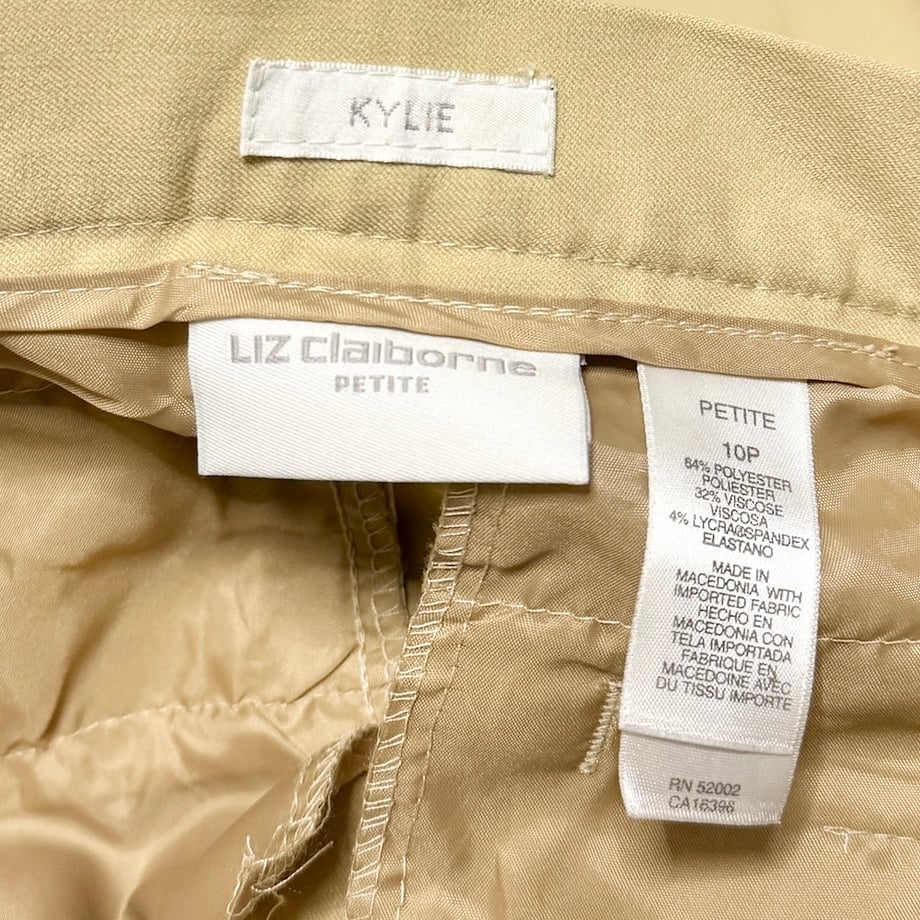 KYLIE
LIZ claiborne
PETITE
PETITE
10P
64% POLYESTER
POLIESTER
32% VISCOSE
VISCOSA
4% LYCRA®SPANDEX
ELASTANO
MADE IN
MACEDONIA WITH
IMPORTED FABRIC
HECHO EN
MACEDONIA CON
TELA IMPORTADA
FABRIQUE EN
MACEDOINE AVEC
DU TISSU IMPORTE
RN 52002
CA16396